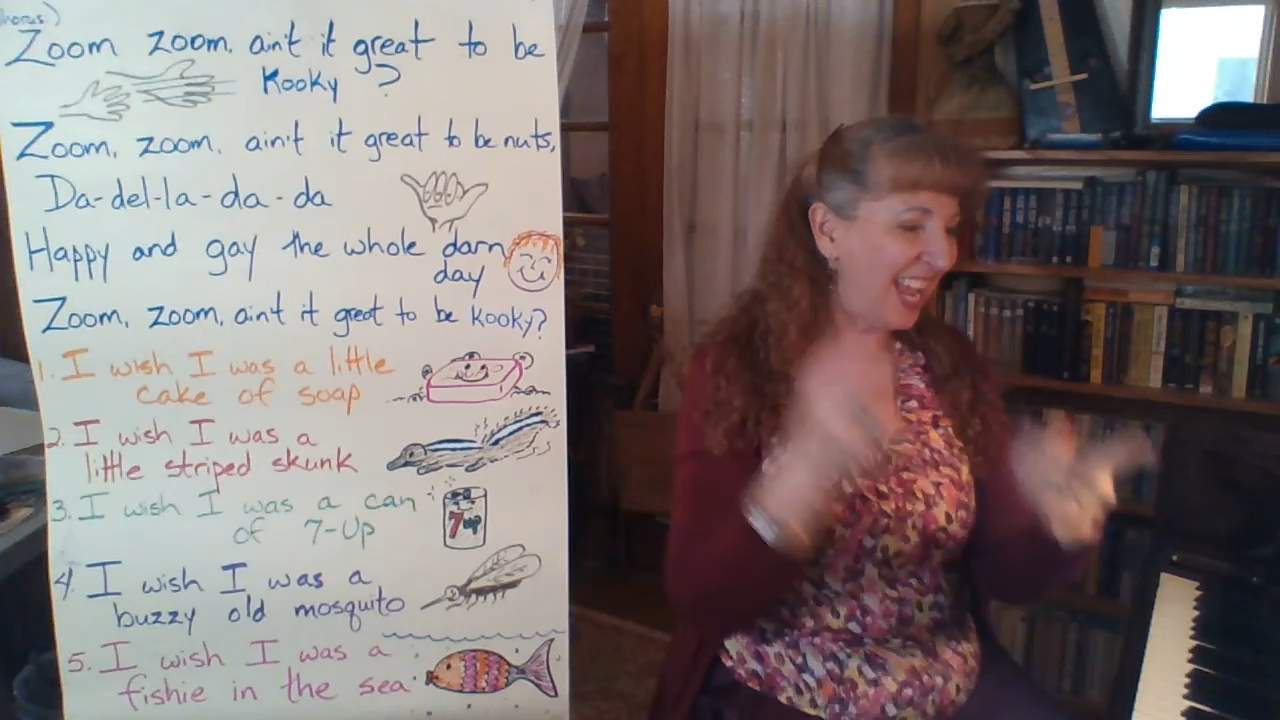 (horus)
Zoom zoom. ain't it great to be
Kooky ?
Zoom. zoom. ain't it great to be nuts,
Da-del-la-da-da
Happy and gay the whole darn
day
Zoom. zoom. ain't it great to be kooky?
1. I wish I was a little
cake of soap
2. I wish I was a
little striped skunk
3. I wish I was a can
of 7-Up
7up
4. I wish I was a
buzzy old mosquito
5. I wish I was a
fishie in the sea